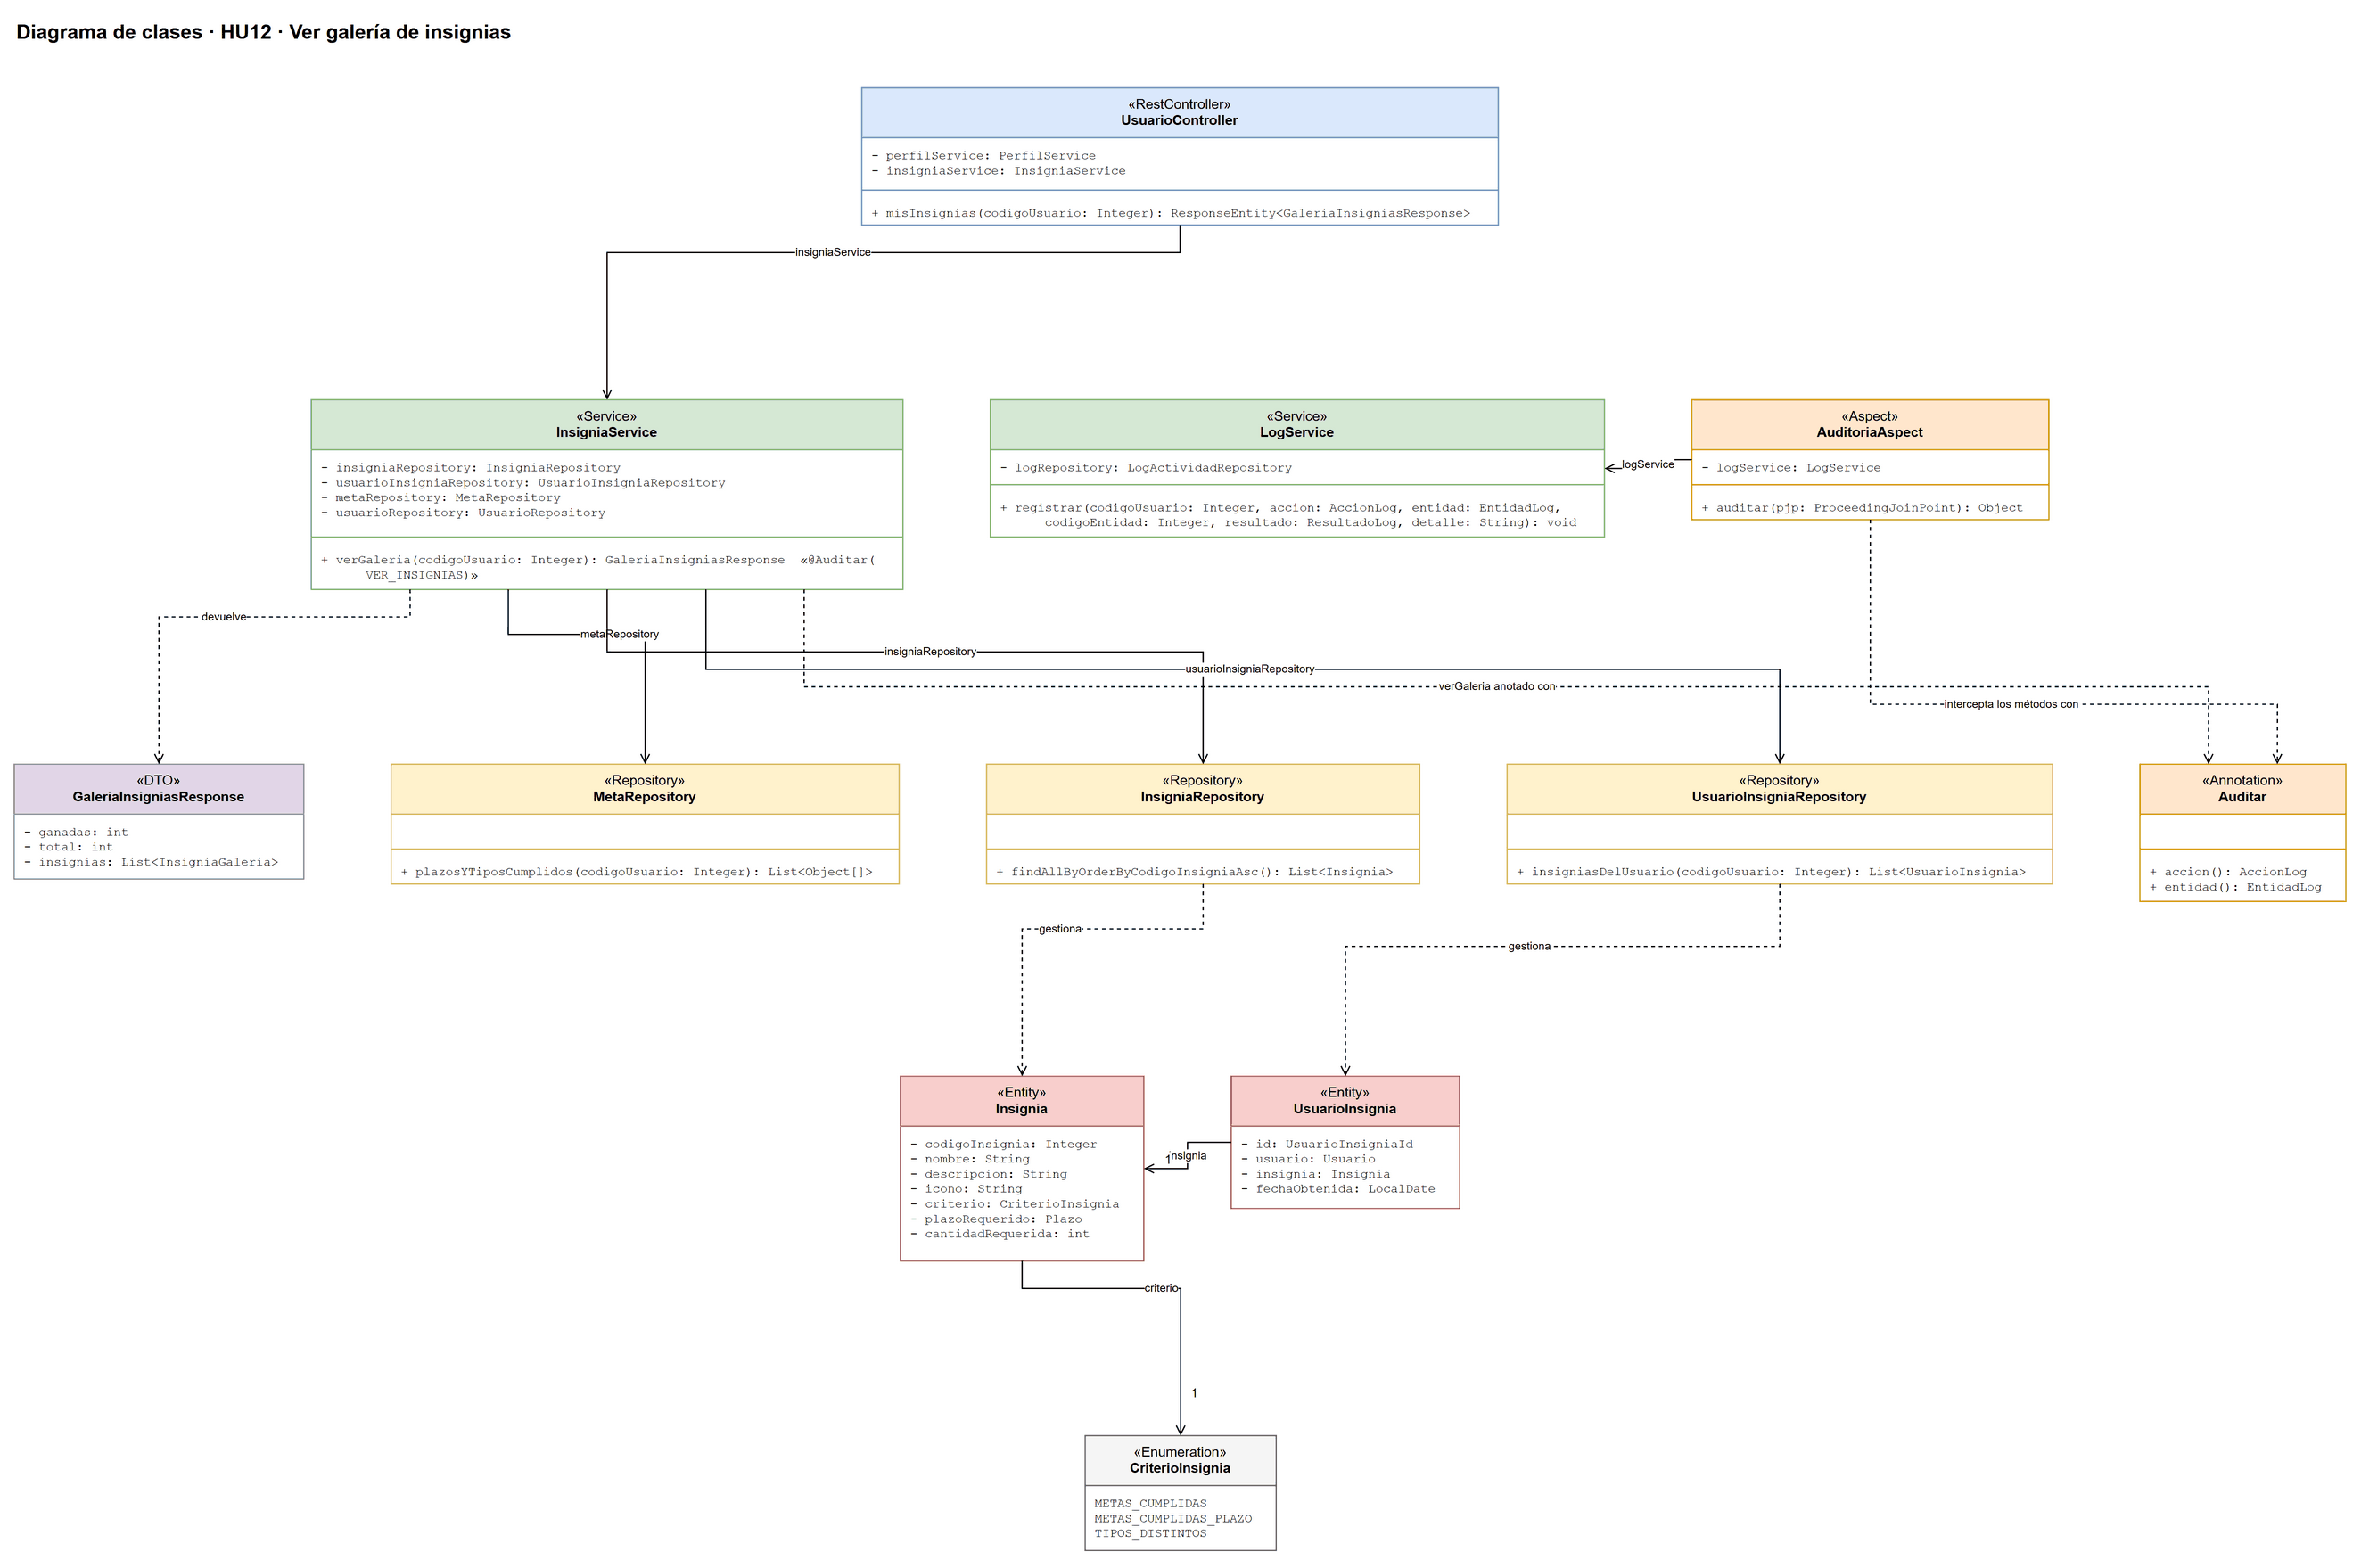 Diagrama de clases · HU12 · Ver galería de insignias
«RestController»
UsuarioController
- perfilService: PerfilService
- insigniaService: InsigniaService
+ misInsignias(codigoUsuario: Integer): ResponseEntity<GaleriaInsigniasResponse>
insigniaService
«Service»
InsigniaService
- insigniaRepository: InsigniaRepository
- usuarioInsigniaRepository: UsuarioInsigniaRepository
- metaRepository: MetaRepository
- usuarioRepository: UsuarioRepository
+ verGaleria(codigoUsuario: Integer): GaleriaInsigniasResponse «@Auditar(
VER_INSIGNIAS)»
«Service»
LogService
- logRepository: LogActividadRepository
+ registrar(codigoUsuario: Integer, accion: AccionLog, entidad: EntidadLog,
codigoEntidad: Integer, resultado: ResultadoLog, detalle: String): void
logService
«Aspect»
AuditoriaAspect
- logService: LogService
+ auditar(pjp: ProceedingJoinPoint): Object
devuelve
metaRepository
insigniaRepository
usuarioInsigniaRepository
verGaleria anotado con
intercepta los métodos con
«DTO»
GaleriaInsigniasResponse
- ganadas: int
- total: int
- insignias: List<InsigniaGaleria>
«Repository»
MetaRepository
+ plazosYTiposCumplidos(codigoUsuario: Integer): List<Object[]>
«Repository»
InsigniaRepository
+ findAllByOrderByCodigoInsigniaAsc(): List<Insignia>
«Repository»
UsuarioInsigniaRepository
+ insigniasDelUsuario(codigoUsuario: Integer): List<UsuarioInsignia>
«Annotation»
Auditar
+ accion(): AccionLog
+ entidad(): EntidadLog
gestiona
gestiona
«Entity»
Insignia
- codigoInsignia: Integer
- nombre: String
- descripcion: String
- icono: String
- criterio: CriterioInsignia
- plazoRequerido: Plazo
- cantidadRequerida: int
insignia
1
«Entity»
UsuarioInsignia
- id: UsuarioInsigniaId
- usuario: Usuario
- insignia: Insignia
- fechaObtenida: LocalDate
criterio
1
«Enumeration»
CriterioInsignia
METAS_CUMPLIDAS
METAS_CUMPLIDAS_PLAZO
TIPOS_DISTINTOS